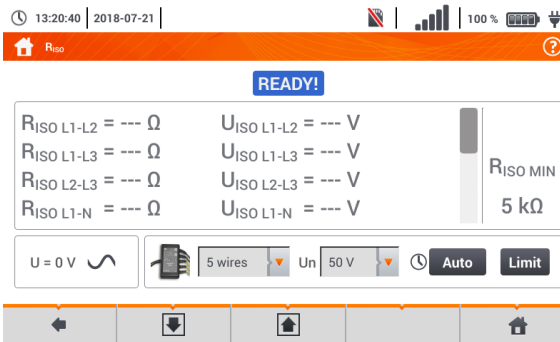 13:20:40 2018-07-21 100 %
RISO ?
READY!
RISO L1-L2 = --- Ω UISO L1-L2 = --- V
RISO L1-L3 = --- Ω UISO L1-L3 = --- V
RISO L2-L3 = --- Ω UISO L2-L3 = --- V
RISO L1-N = --- Ω UISO L1-N = --- V
RISO MIN
5 kΩ
U = 0 V 5 wires Un 50 V Auto Limit